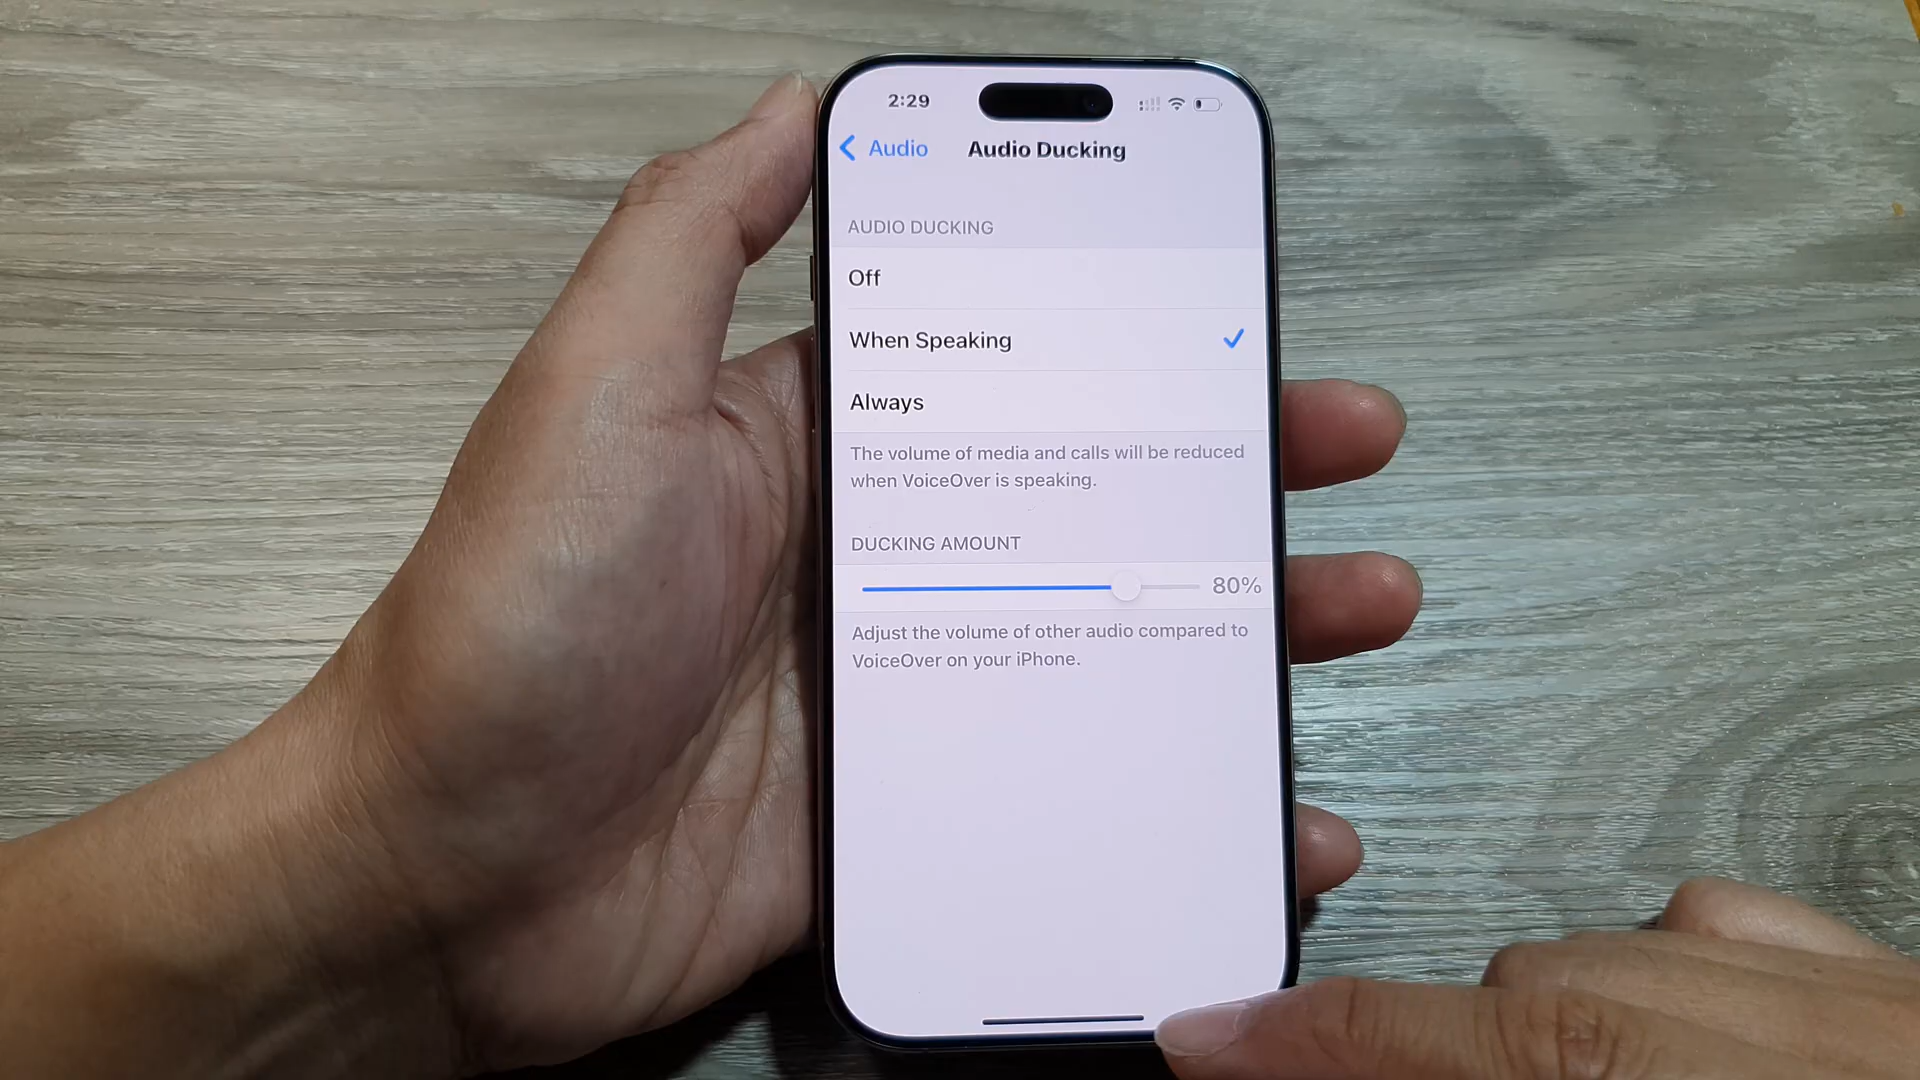 2:29
Audio
Audio Ducking
AUDIO DUCKING
Off
When Speaking
Always
The volume of media and calls will be reduced
when VoiceOver is speaking.
DUCKING AMOUNT
80%
Adjust the volume of other audio compared to
VoiceOver on your iPhone.